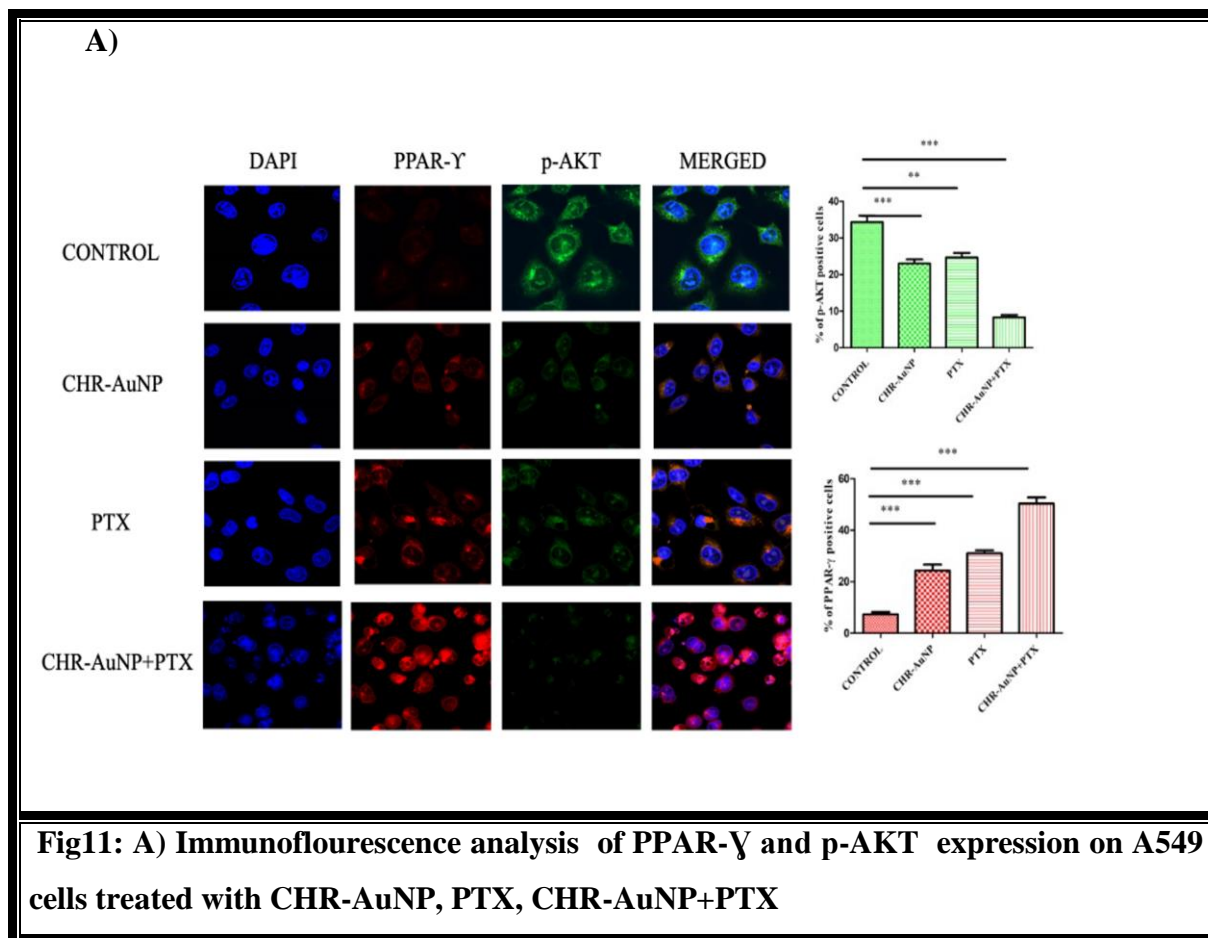 A)
DAPI PPAR-ϒ p-AKT MERGED
CONTROL
CHR-AuNP
PTX
CHR-AuNP+PTX
***
**
***
% of p-AKT positive cells
40
30
20
10
0
CONTROL
CHR-AuNP
PTX
CHR-AuNP+PTX
***
***
***
% of PPAR-γ positive cells
60
40
20
0
CONTROL
CHR-AuNP
PTX
CHR-AuNP+PTX
Fig11: A) Immunoflourescence analysis of PPAR-Ɣ and p-AKT expression on A549
cells treated with CHR-AuNP, PTX, CHR-AuNP+PTX